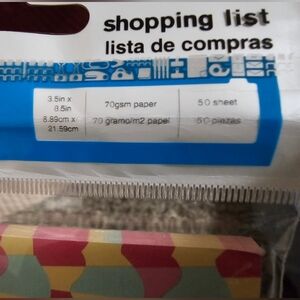 shopping list
lista de compras
3.5in x
8.5in
8.89cm x
21.59cm
70gsm paper
70 gramo/m2 papel
50 sheet
50 piezas